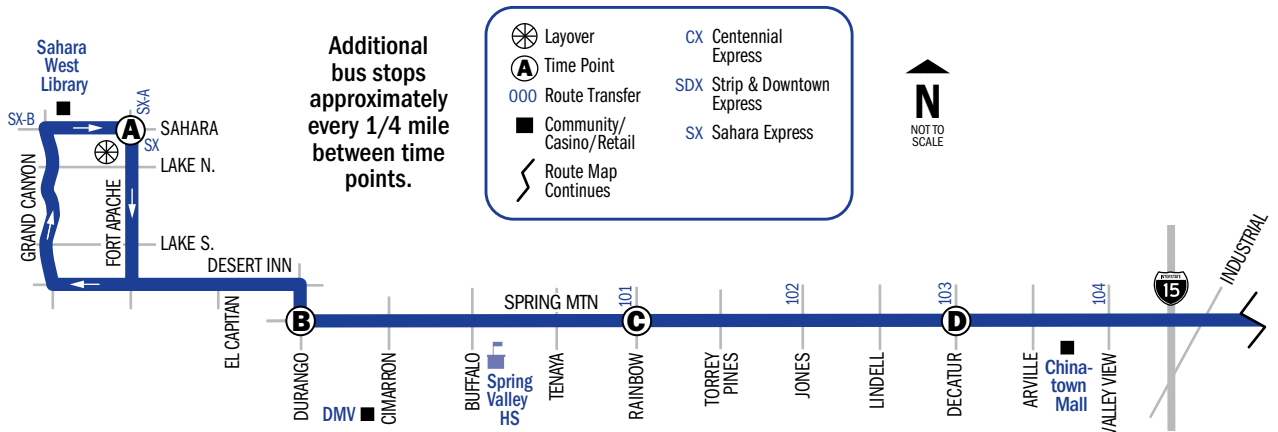 Sahara
West
Library
SX-B
SX-A
A
SX
SAHARA
LAKE N.
LAKE S.
GRAND CANYON
FORT APACHE
DESERT INN
EL CAPITAN
Additional
bus stops
approximately
every 1/4 mile
between time
points.
Layover
A Time Point
000 Route Transfer
Community/
Casino/Retail
Route Map
Continues
CX Centennial
Express
SDX Strip & Downtown
Express
SX Sahara Express
N
NOT TO
SCALE
SPRING MTN
B
DURANGO
DMV
CIMARRON
BUFFALO
Spring
Valley
HS
TENAYA
101
C
RAINBOW
TORREY
PINES
102
JONES
LINDELL
103
D
DECATUR
ARVILLE
China-
town
Mall
104
VALLEY VIEW
INTERSTATE
15
INDUSTRIAL